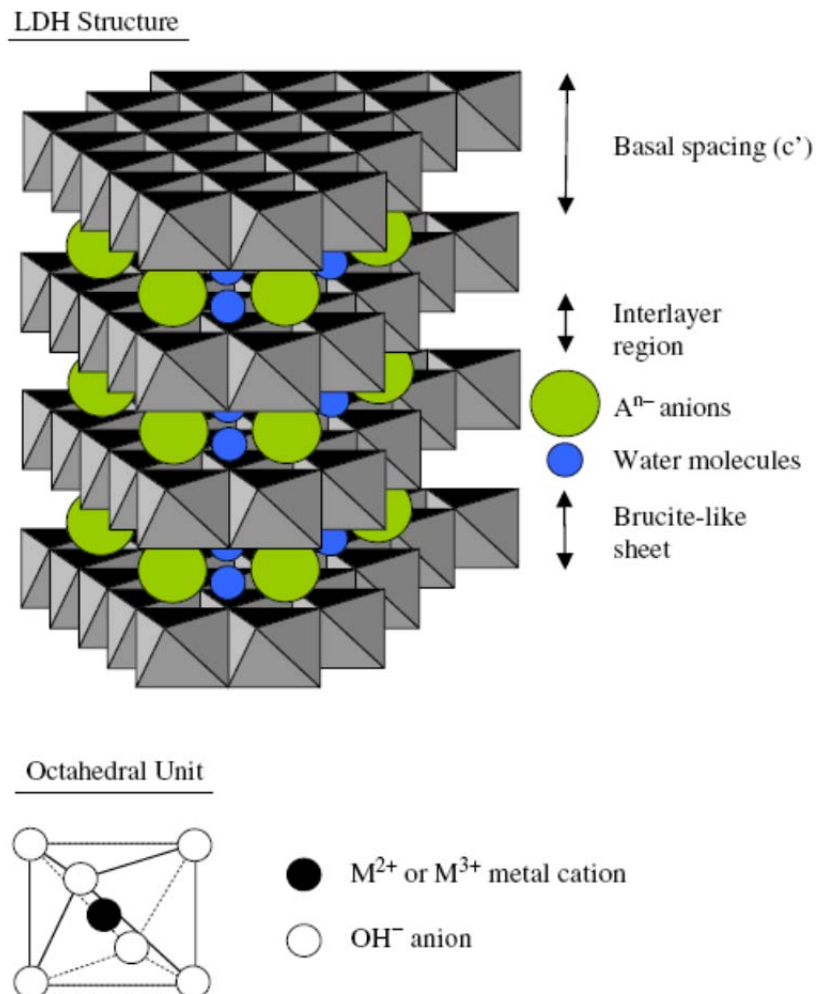 LDH Structure
Basal spacing (c’)
Interlayer
region
Aⁿ⁻ anions
Water molecules
Brucite-like
sheet
Octahedral Unit
M²⁺ or M³⁺ metal cation
OH⁻ anion